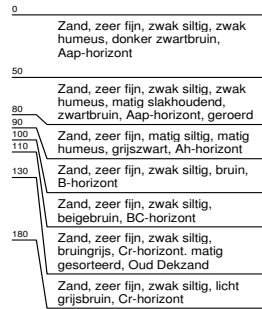 0
Zand, zeer fijn, zwak siltig, zwak
humeus, donker zwartbruin,
Aap-horizont
50
Zand, zeer fijn, zwak siltig, zwak
humeus, matig slakhoudend,
80
zwartbruin, Aap-horizont, geroerd
90
Zand, zeer fijn, matig siltig, matig
100
humeus, grijszwart, Ah-horizont
110
Zand, zeer fijn, zwak siltig, bruin,
130
B-horizont
Zand, zeer fijn, zwak siltig,
beigebruin, BC-horizont
180
Zand, zeer fijn, zwak siltig,
bruingrijs, Cr-horizont. matig
gesorteerd, Oud Dekzand
Zand, zeer fijn, zwak siltig, licht
grijsbruin, Cr-horizont